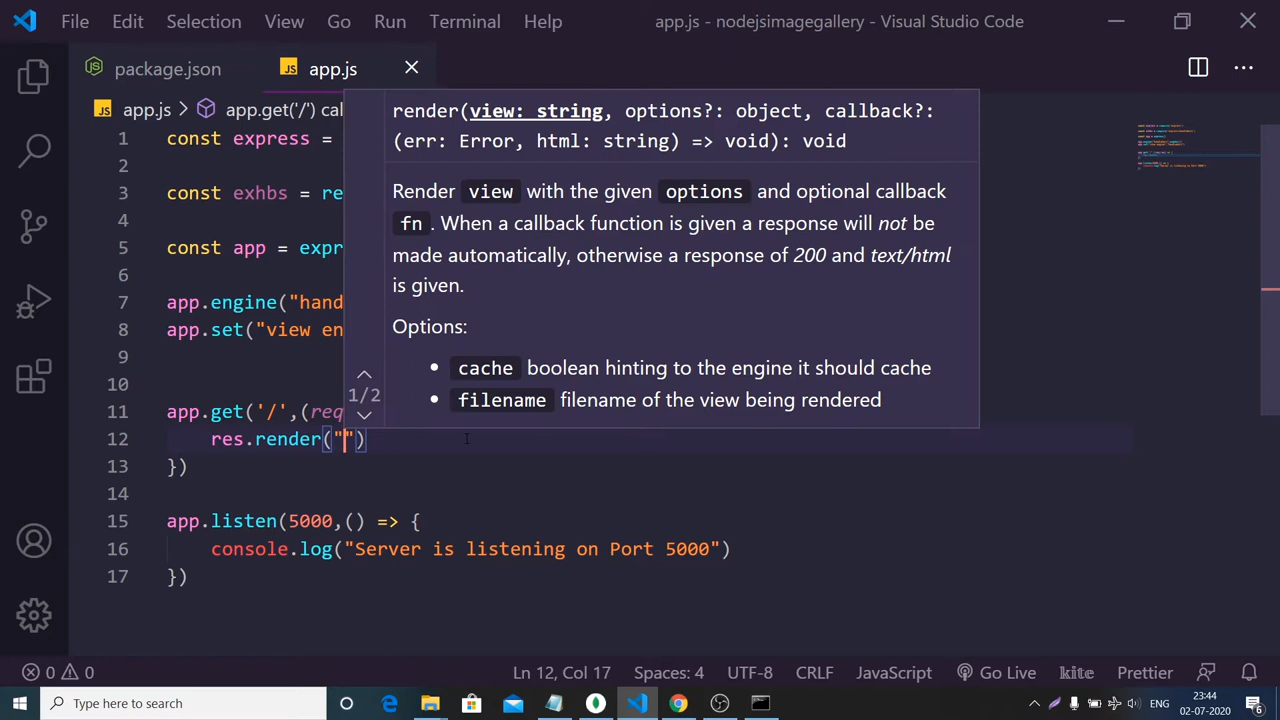 File Edit Selection View Go Run Terminal Help app.js - nodejsimagegallery - Visual Studio Code
package.json JS app.js
JS app.js > app.get('/') cal
render(view: string, options?: object, callback?:
(err: Error, html: string) => void): void
1 const express =
2
3 const exhbs = re
4
5 const app = expr
6
7 app.engine("hand
8 app.set("view en
9
10
Render view with the given options and optional callback
fn . When a callback function is given a response will not be
made automatically, otherwise a response of 200 and text/html
is given.
Options:
• cache boolean hinting to the engine it should cache
• filename filename of the view being rendered
1/2
11 app.get('/',(req
12 res.render("")
13 })
14
15 app.listen(5000,() => {
16 console.log("Server is listening on Port 5000")
17 })
0 0 Ln 12, Col 17 Spaces: 4 UTF-8 CRLF JavaScript Go Live kite Prettier
Type here to search ENG 23:44
02-07-2020 6